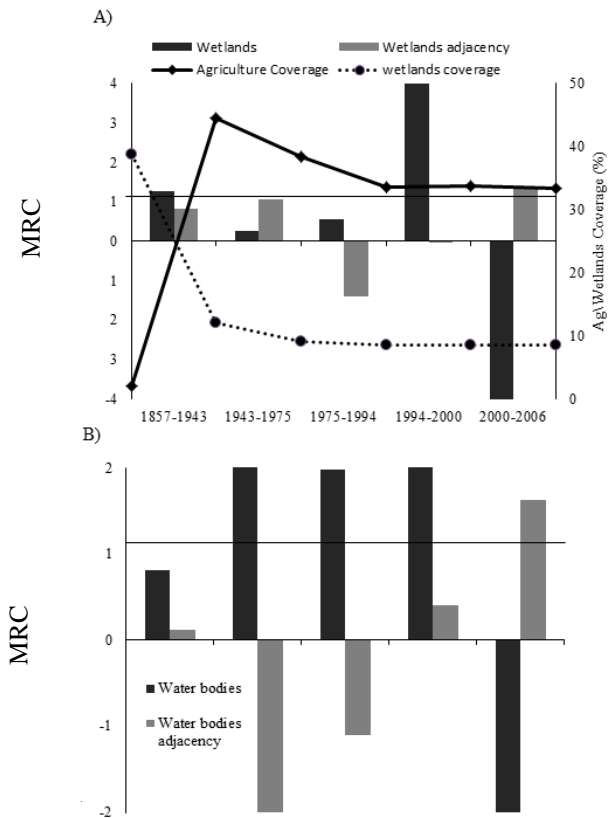 A)
Wetlands
Wetlands adjacency
Agriculture Coverage
wetlands coverage
4
3
2
1
0
1
2
3
-4
MRC
50
40
30
20
10
0
Ag\Wetlands Coverage (%)
1857-1943
1943-1975
1975-1994
1994-2000
2000-2006
B)
2
1
0
-1
-2
MRC
Water bodies
Water bodies
adjacency